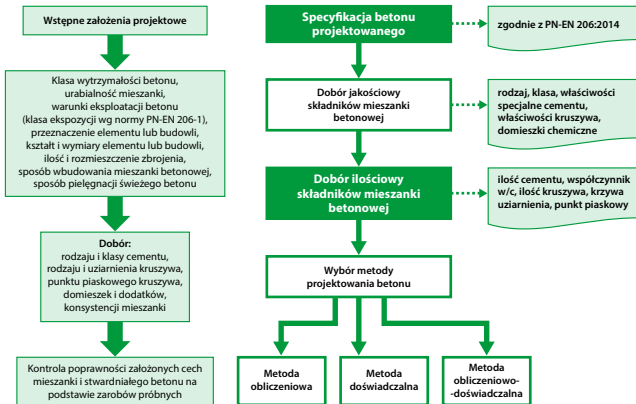 Wstępne założenia projektowe
Klasa wytrzymałości betonu,
urabialność mieszanki,
warunki eksploatacji betonu
(klasa ekspozycji wg normy PN-EN 206-1),
przeznaczenie elementu lub budowli,
kształt i wymiary elementu lub budowli,
ilość i rozmieszczenie zbrojenia,
sposób wbudowania mieszanki betonowej,
sposób pielęgnacji świeżego betonu
Dobór:
rodzaju i klasy cementu,
rodzaju i uziarnienia kruszywa,
punktu piaskowego kruszywa,
domieszek i dodatków,
konsystencji mieszanki
Kontrola poprawności założonych cech
mieszanki i stwardniałego betonu na
podstawie zarobów próbnych
Specyfikacja betonu
projektowanego
zgodnie z PN-EN 206:2014
Dobór jakościowy
składników mieszanki
betonowej
rodzaj, klasa, właściwości
specjalne cementu,
właściwości kruszywa,
domieszki chemiczne
Dobór ilościowy
składników mieszanki
betonowej
ilość cementu, współczynnik
w/c, ilość kruszywa, krzywa
uziarnienia, punkt piaskowy
Wybór metody
projektowania betonu
Metoda
obliczeniowa
Metoda
doświadczalna
Metoda
obliczeniowo-
-doświadczalna